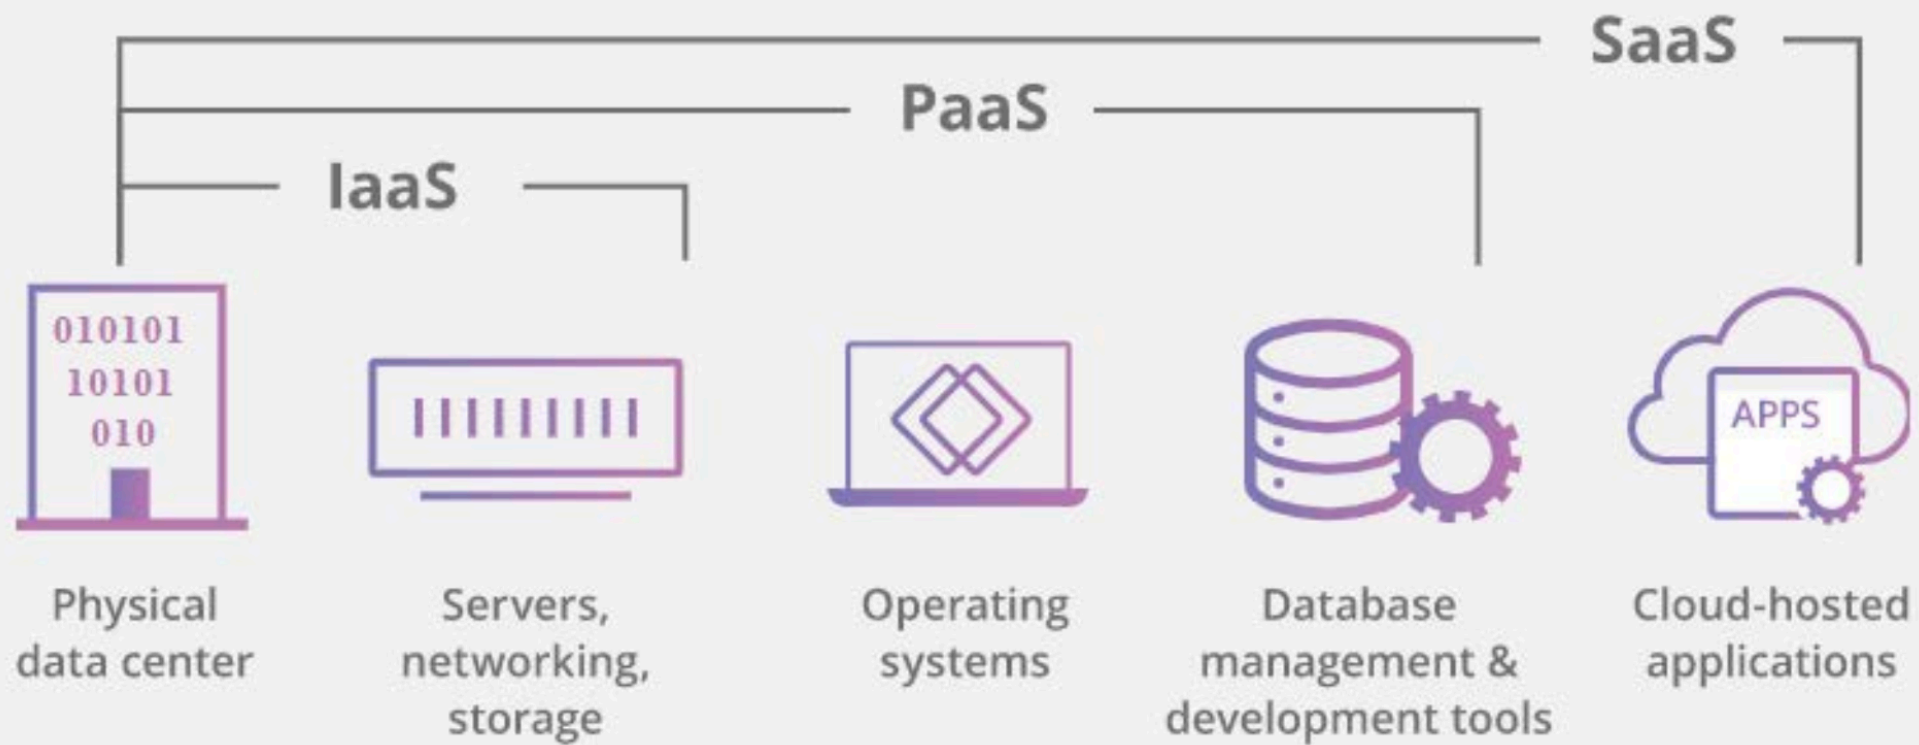 SaaS
PaaS
IaaS
010101
10101
010
APPS
Physical
data center
Servers,
networking,
storage
Operating
systems
Database
management &
development tools
Cloud-hosted
applications